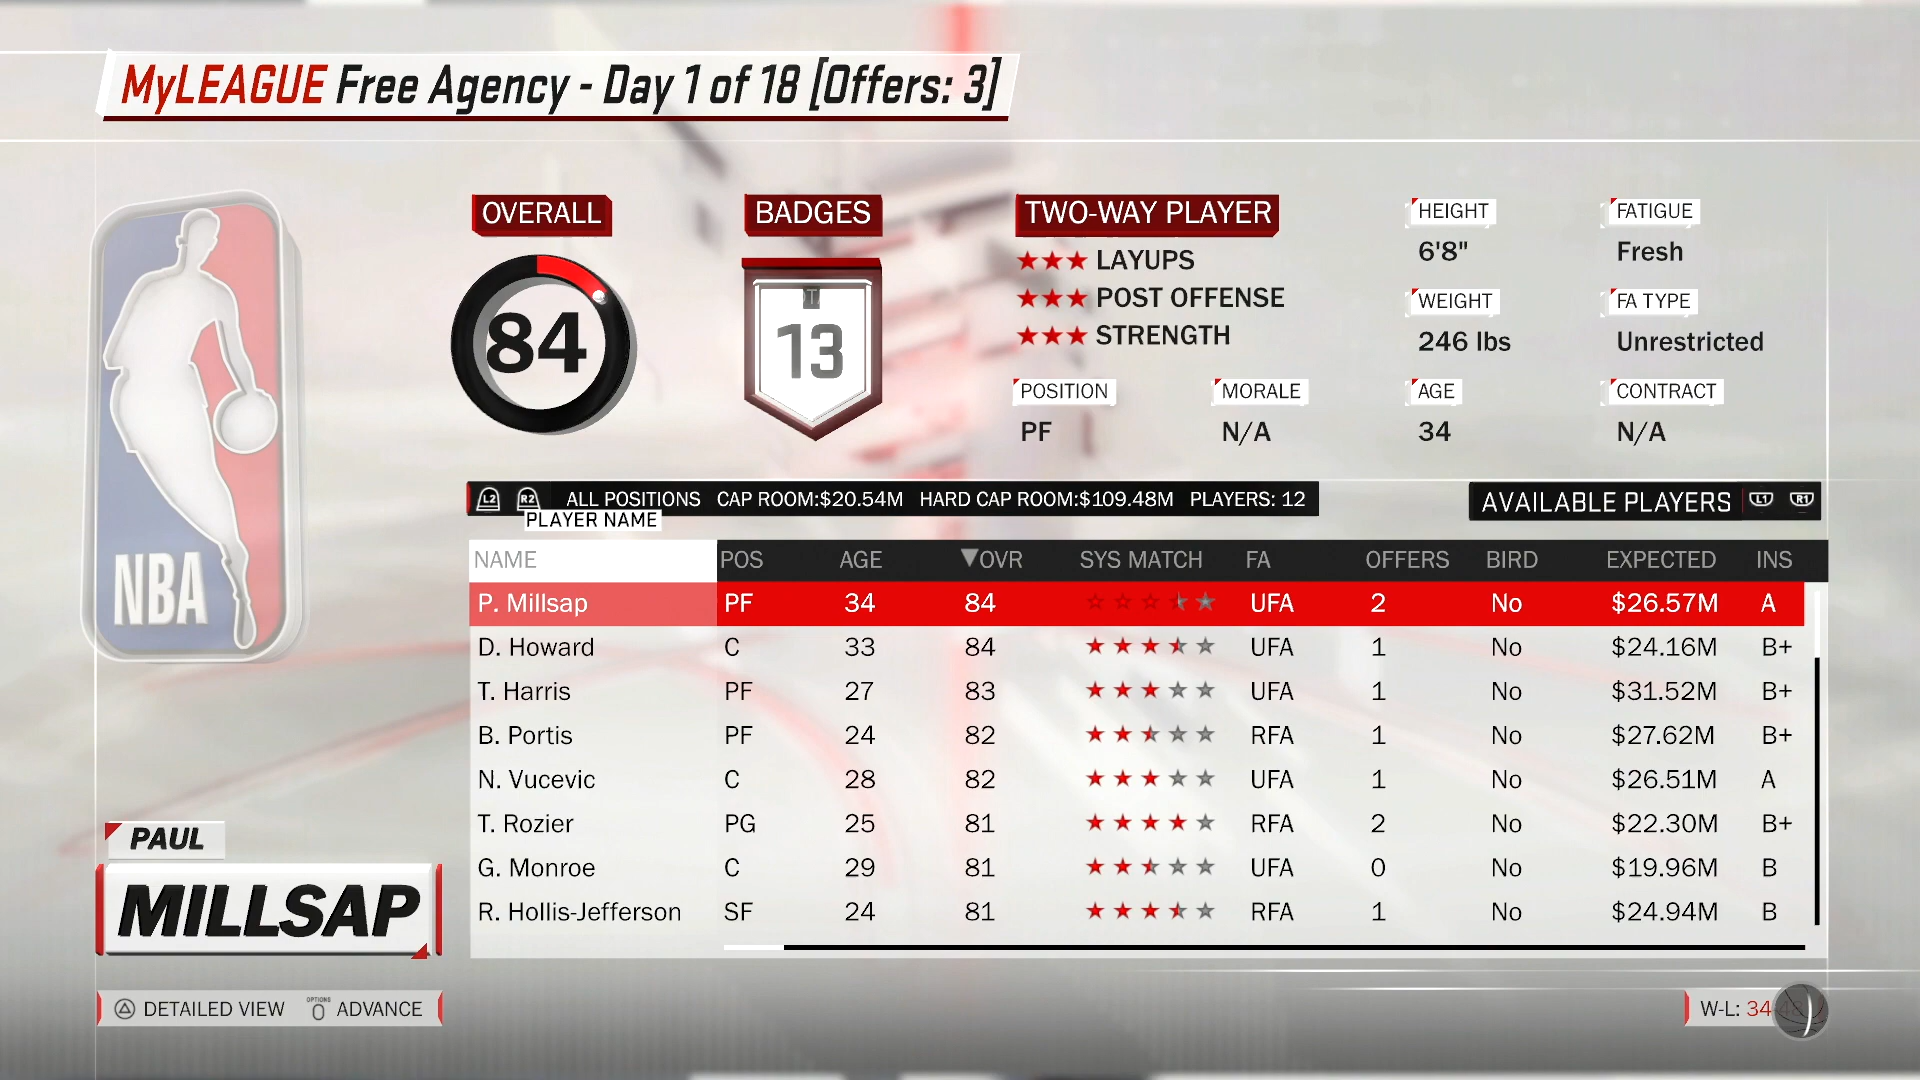 MyLEAGUE Free Agency - Day 1 of 18 [Offers: 3]
OVERALL
84
BADGES
13
TWO-WAY PLAYER
★★★ LAYUPS
★★★ POST OFFENSE
★★★ STRENGTH
POSITION
PF
MORALE
N/A
HEIGHT
6'8"
WEIGHT
246 lbs
AGE
34
FATIGUE
Fresh
FA TYPE
Unrestricted
CONTRACT
N/A
NBA
PAUL
MILLSAP
L2 R2 ALL POSITIONS CAP ROOM:$20.54M HARD CAP ROOM:$109.48M PLAYERS: 12
AVAILABLE PLAYERS L1 R1
PLAYER NAME
NAME POS AGE ▼OVR SYS MATCH FA OFFERS BIRD EXPECTED INS
P. Millsap PF 34 84 UFA 2 No $26.57M A
D. Howard C 33 84 UFA 1 No $24.16M B+
T. Harris PF 27 83 UFA 1 No $31.52M B+
B. Portis PF 24 82 RFA 1 No $27.62M B+
N. Vucevic C 28 82 UFA 1 No $26.51M A
T. Rozier PG 25 81 RFA 2 No $22.30M B+
G. Monroe C 29 81 UFA 0 No $19.96M B
R. Hollis-Jefferson SF 24 81 RFA 1 No $24.94M B
DETAILED VIEW OPTIONS ADVANCE
W-L: 34-48